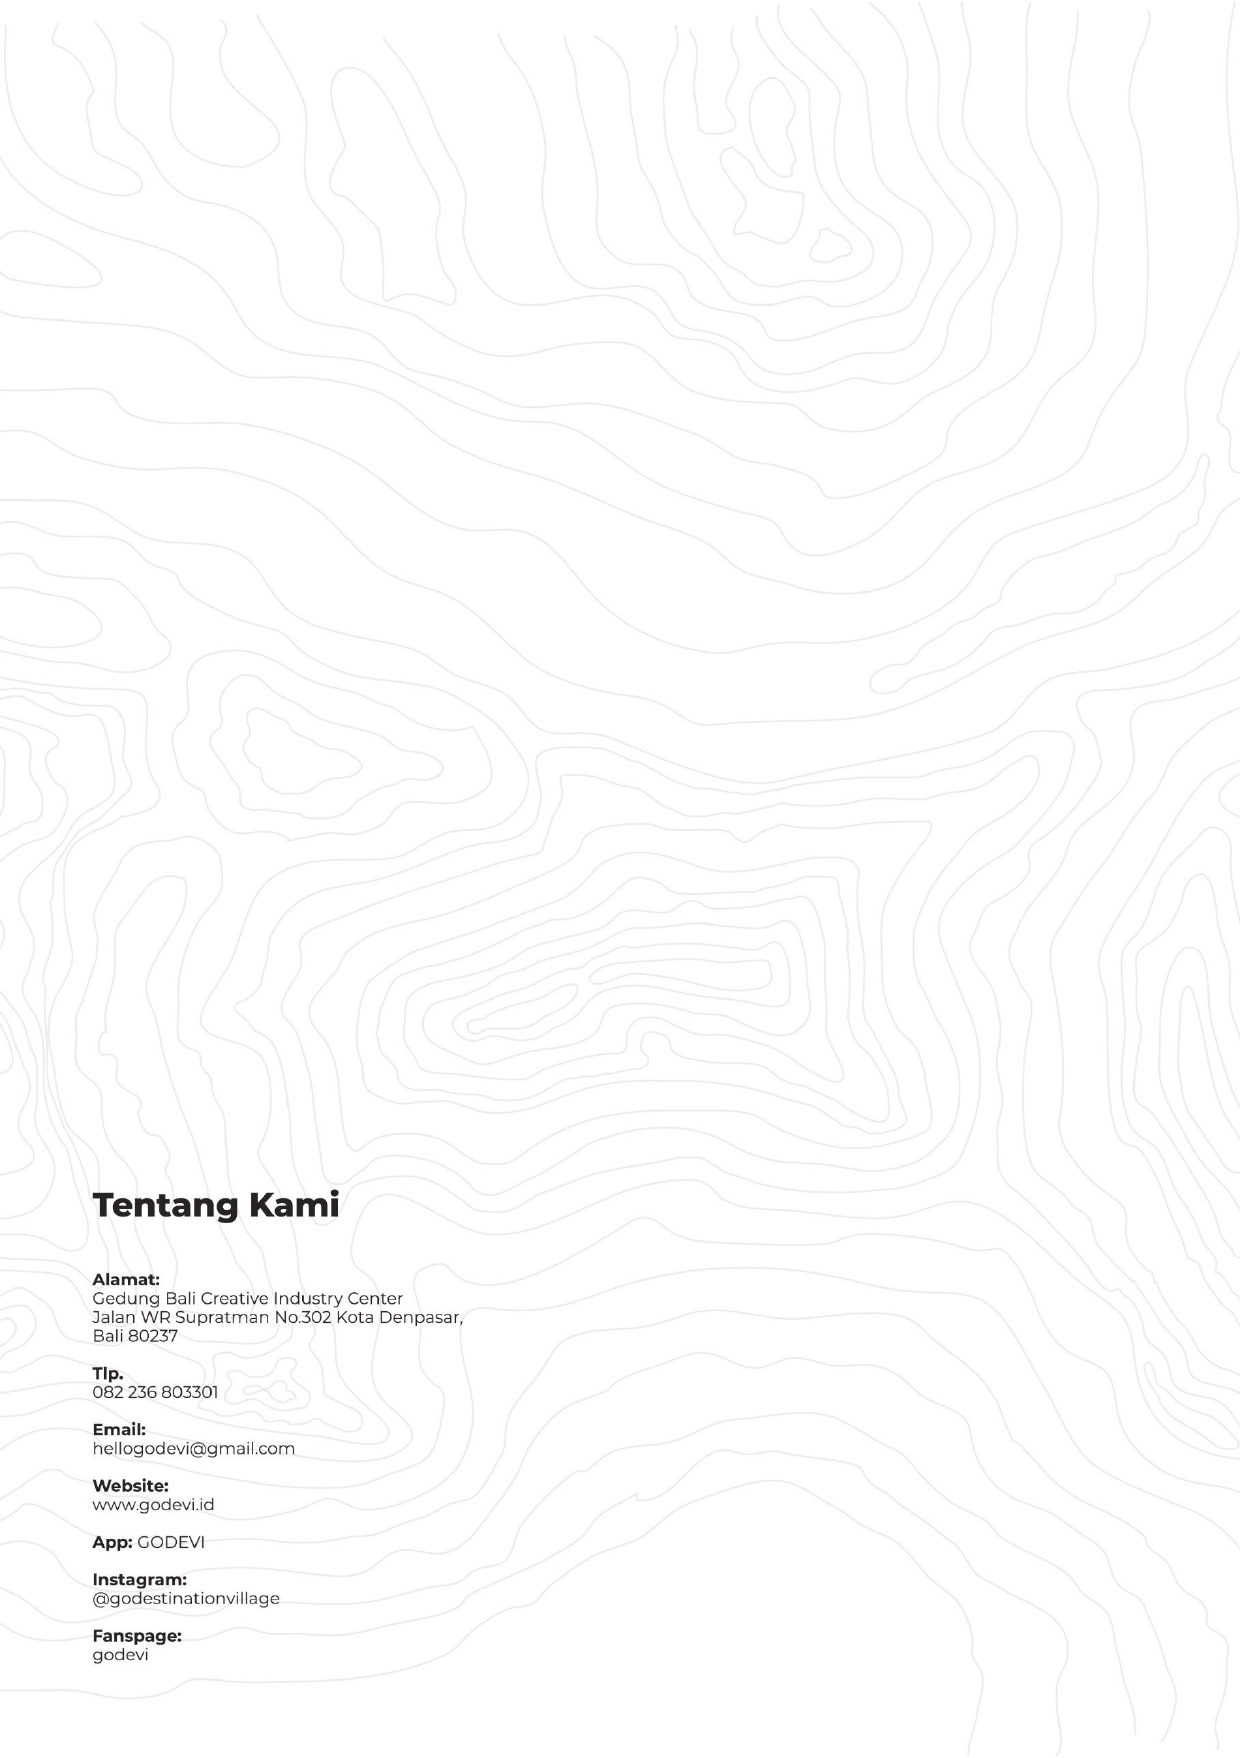 Tentang Kami
Alamat:
Gedung Bali Creative Industry Center
Jalan WR Supratman No.302 Kota Denpasar,
Bali 80237
Tlp.
082 236 803301
Email:
hellogodevi@gmail.com
Website:
www.godevi.id
App: GODEVI
Instagram:
@godestinationvillage
Fanspage:
godevi